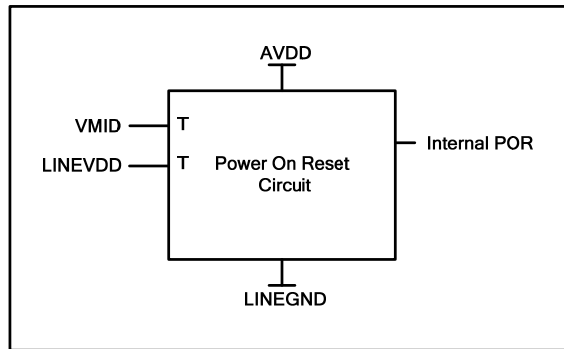 AVDD
VMID
T
LINEVDD
T
Power On Reset
Circuit
Internal POR
LINEGND